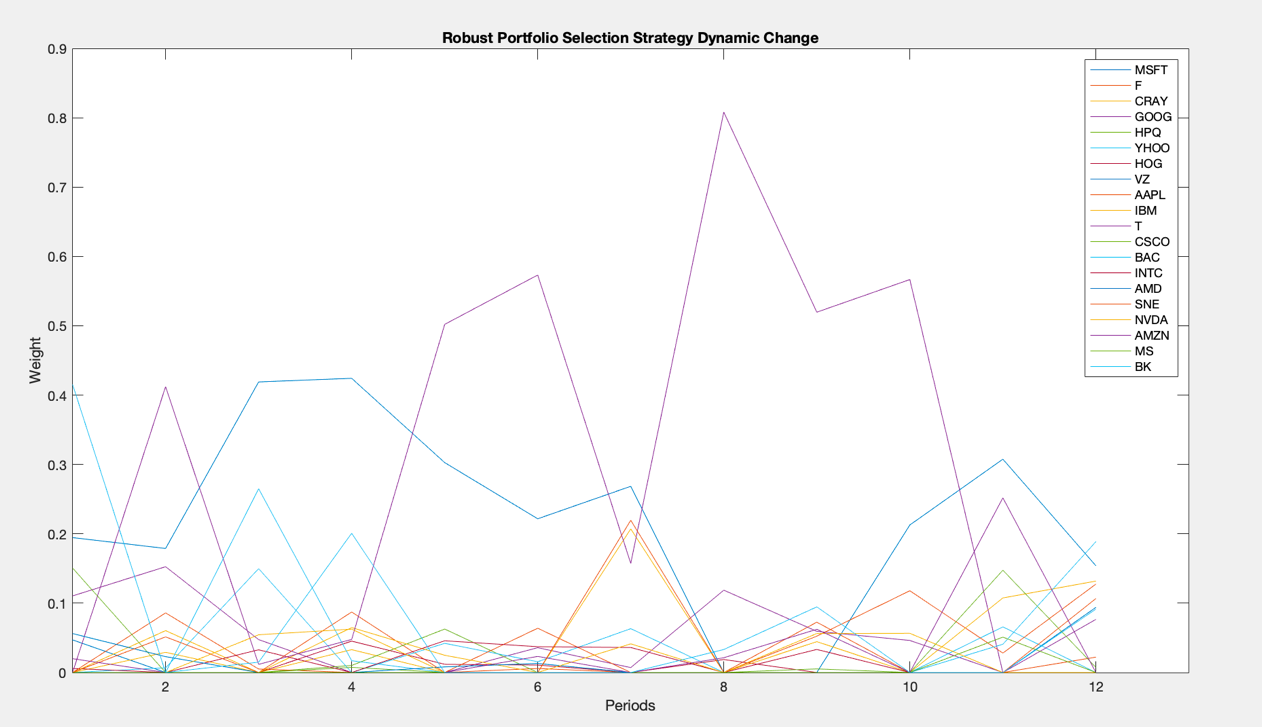 Robust Portfolio Selection Strategy Dynamic Change
0.9
0.8
0.7
0.6
0.5
0.4
0.3
0.2
0.1
0
Weight
2
4
6
8
10
12
Periods
MSFT
F
CRAY
GOOG
HPQ
YHOO
HOG
VZ
AAPL
IBM
T
CSCO
BAC
INTC
AMD
SNE
NVDA
AMZN
MS
BK